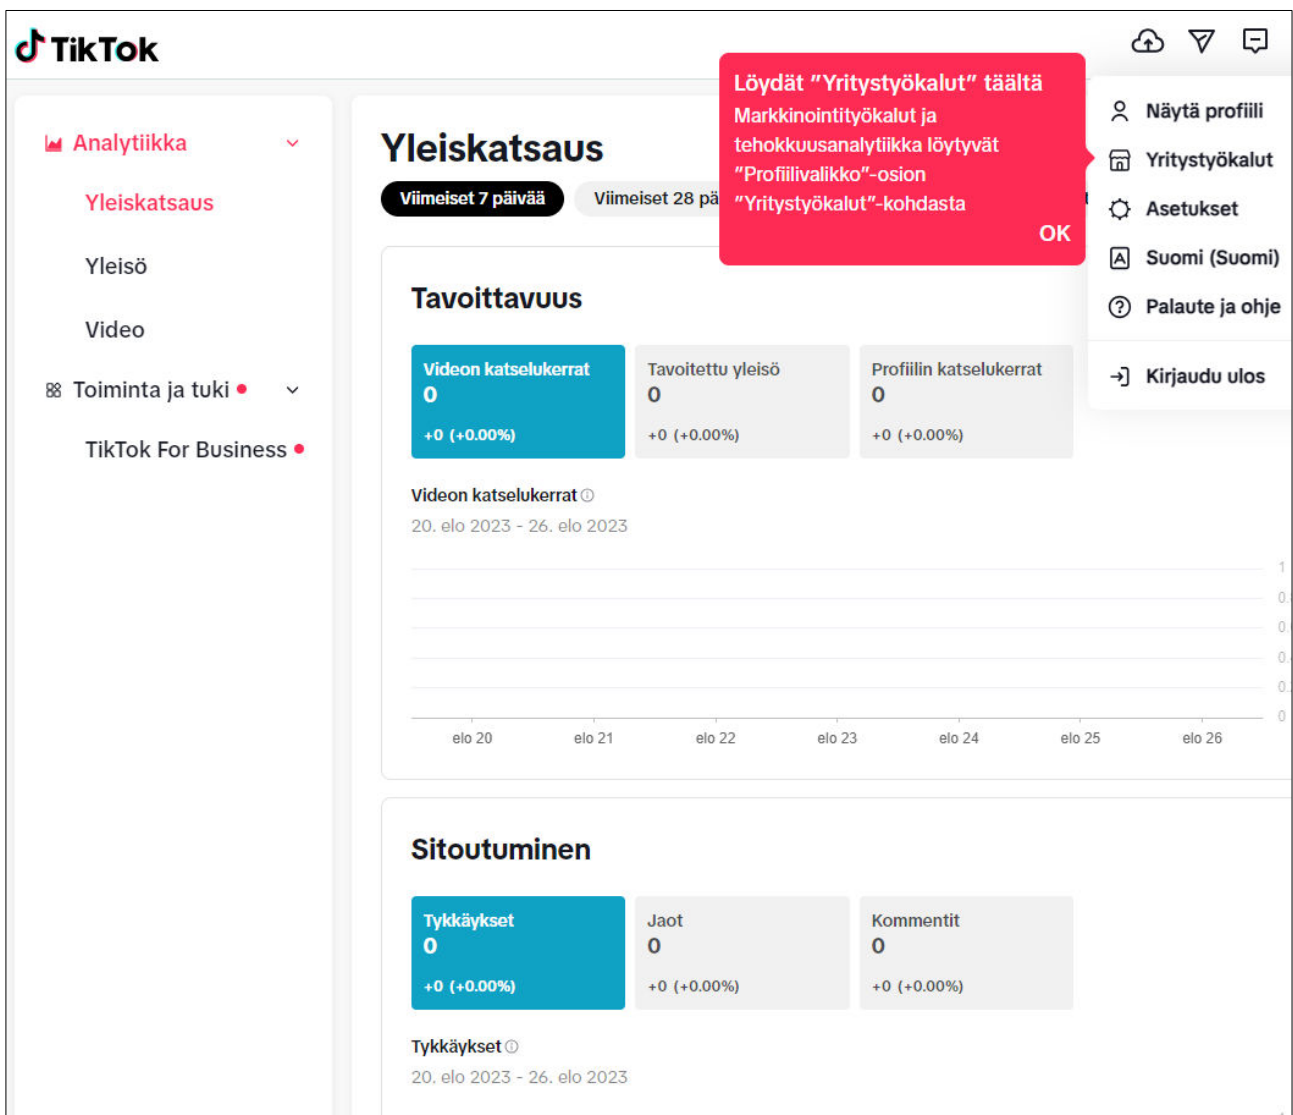 TikTok
Löydät "Yritystyökalut" täältä
Markkinointityökalut ja
tehokkuusanalytiikka löytyvät
"Profiilivalikko"-osion
"Yritystyökalut"-kohdasta
OK
Näytä profiili
Yritystyökalut
Asetukset
Suomi (Suomi)
Palaute ja ohje
Kirjaudu ulos
Analytiikka
Yleiskatsaus
Yleisö
Video
Toiminta ja tuki
TikTok For Business
Yleiskatsaus
Viimeiset 7 päivää
Viimeiset 28 pä
Tavoittavuus
Videon katselukerrat
0
+0 (+0.00%)
Tavoitettu yleisö
0
+0 (+0.00%)
Profiilin katselukerrat
0
+0 (+0.00%)
Videon katselukerrat
20. elo 2023 - 26. elo 2023
1
0
elo 20 elo 21 elo 22 elo 23 elo 24 elo 25 elo 26
Sitoutuminen
Tykkäykset
0
+0 (+0.00%)
Jaot
0
+0 (+0.00%)
Kommentit
0
+0 (+0.00%)
Tykkäykset
20. elo 2023 - 26. elo 2023